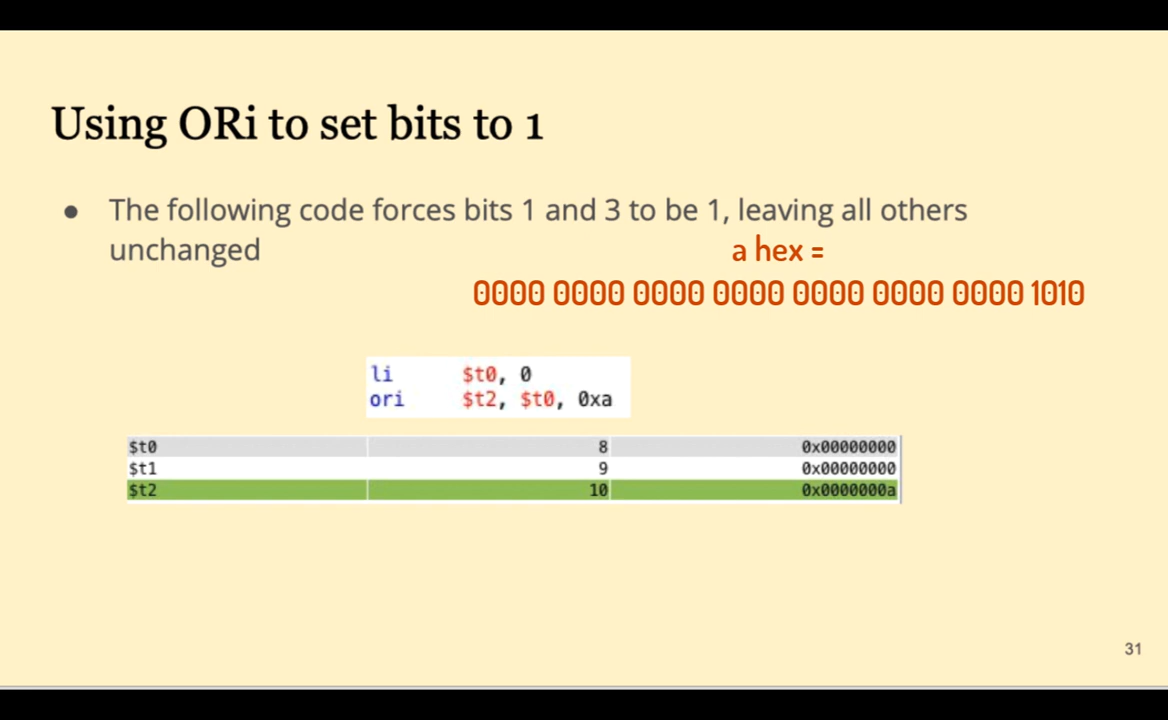 Using ORi to set bits to 1
● The following code forces bits 1 and 3 to be 1, leaving all others
unchanged
a hex =
0000 0000 0000 0000 0000 0000 0000 1010
li $t0, 0
ori $t2, $t0, 0xa
$t0 8 0x00000000
$t1 9 0x00000000
$t2 10 0x0000000a
31